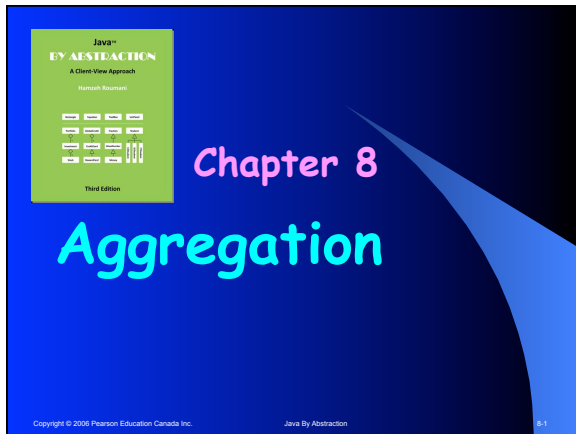 Java™
BY ABSTRACTION
A Client-View Approach
Hamzeh Roumani
Third Edition
Chapter 8
Aggregation
Copyright © 2006 Pearson Education Canada Inc.
Java By Abstraction
8-1